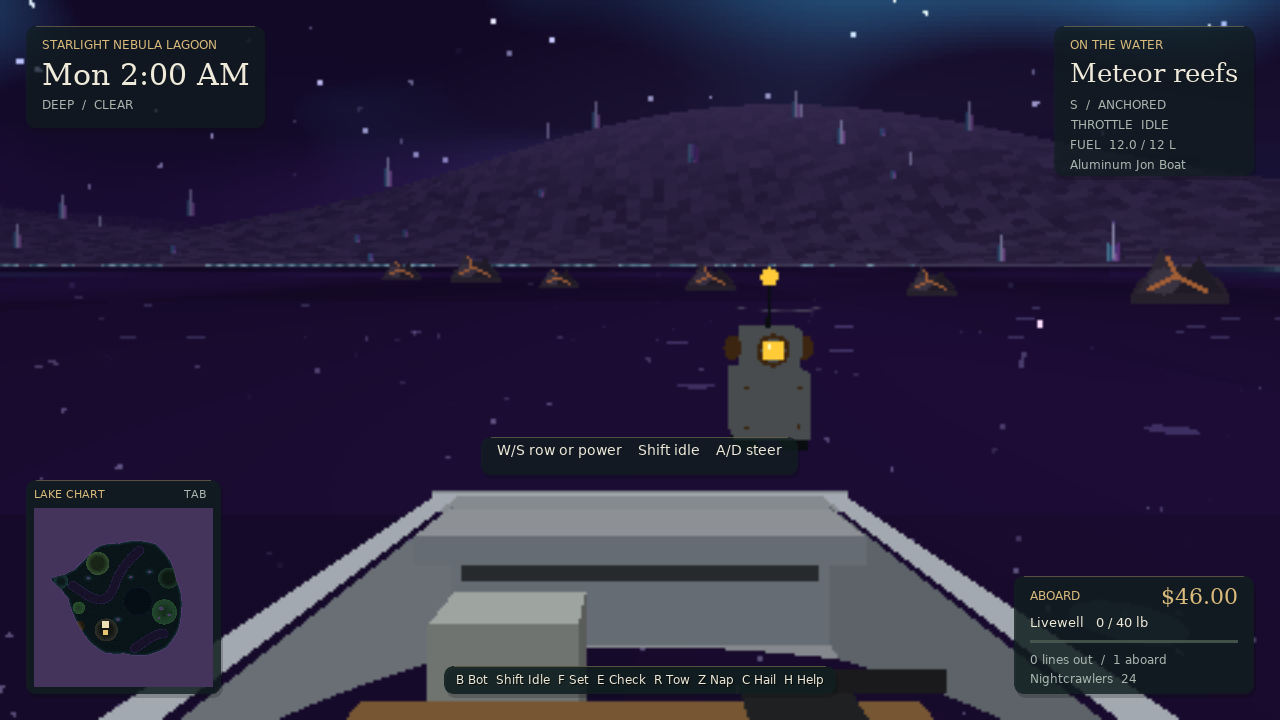 STARLIGHT NEBULA LAGOON
Mon 2:00 AM
DEEP / CLEAR
ON THE WATER
Meteor reefs
S / ANCHORED
THROTTLE IDLE
FUEL 12.0 / 12 L
Aluminum Jon Boat
W/S row or power Shift idle A/D steer
LAKE CHART TAB
ABOARD $46.00
Livewell 0 / 40 lb
0 lines out / 1 aboard
Nightcrawlers 24
B Bot Shift Idle F Set E Check R Tow Z Nap C Hail H Help